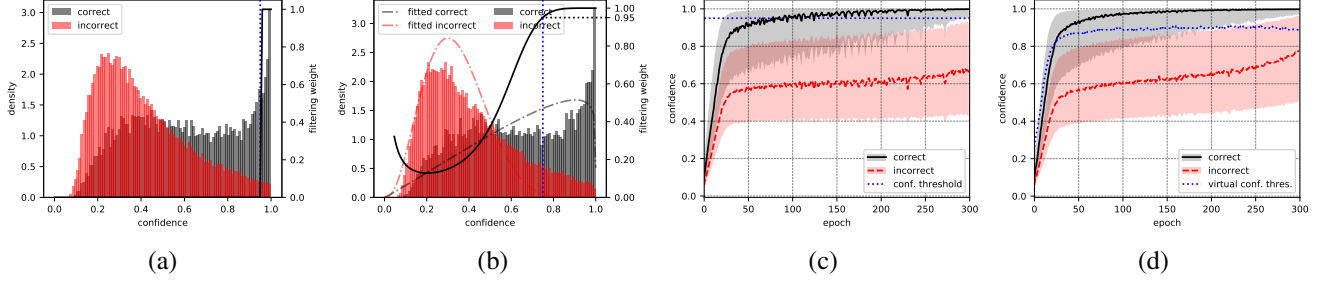 correct
incorrect
density
3.0
2.5
2.0
1.5
1.0
0.5
0.0
0.0 0.2 0.4 0.6 0.8 1.0
confidence
1.0
0.8
0.6
0.4
0.2
0.0
filtering weight
(a)
fitted correct
fitted incorrect
correct
incorrect
density
3.0
2.5
2.0
1.5
1.0
0.5
0.0
0.0 0.2 0.4 0.6 0.8 1.0
confidence
1.00
0.95
0.80
0.60
0.40
0.20
0.00
filtering weight
(b)
confidence
1.0
0.8
0.6
0.4
0.2
0.0
0 50 100 150 200 250 300
epoch
correct
incorrect
conf. threshold
(c)
confidence
1.0
0.8
0.6
0.4
0.2
0.0
0 50 100 150 200 250 300
epoch
correct
incorrect
virtual conf. thres.
(d)